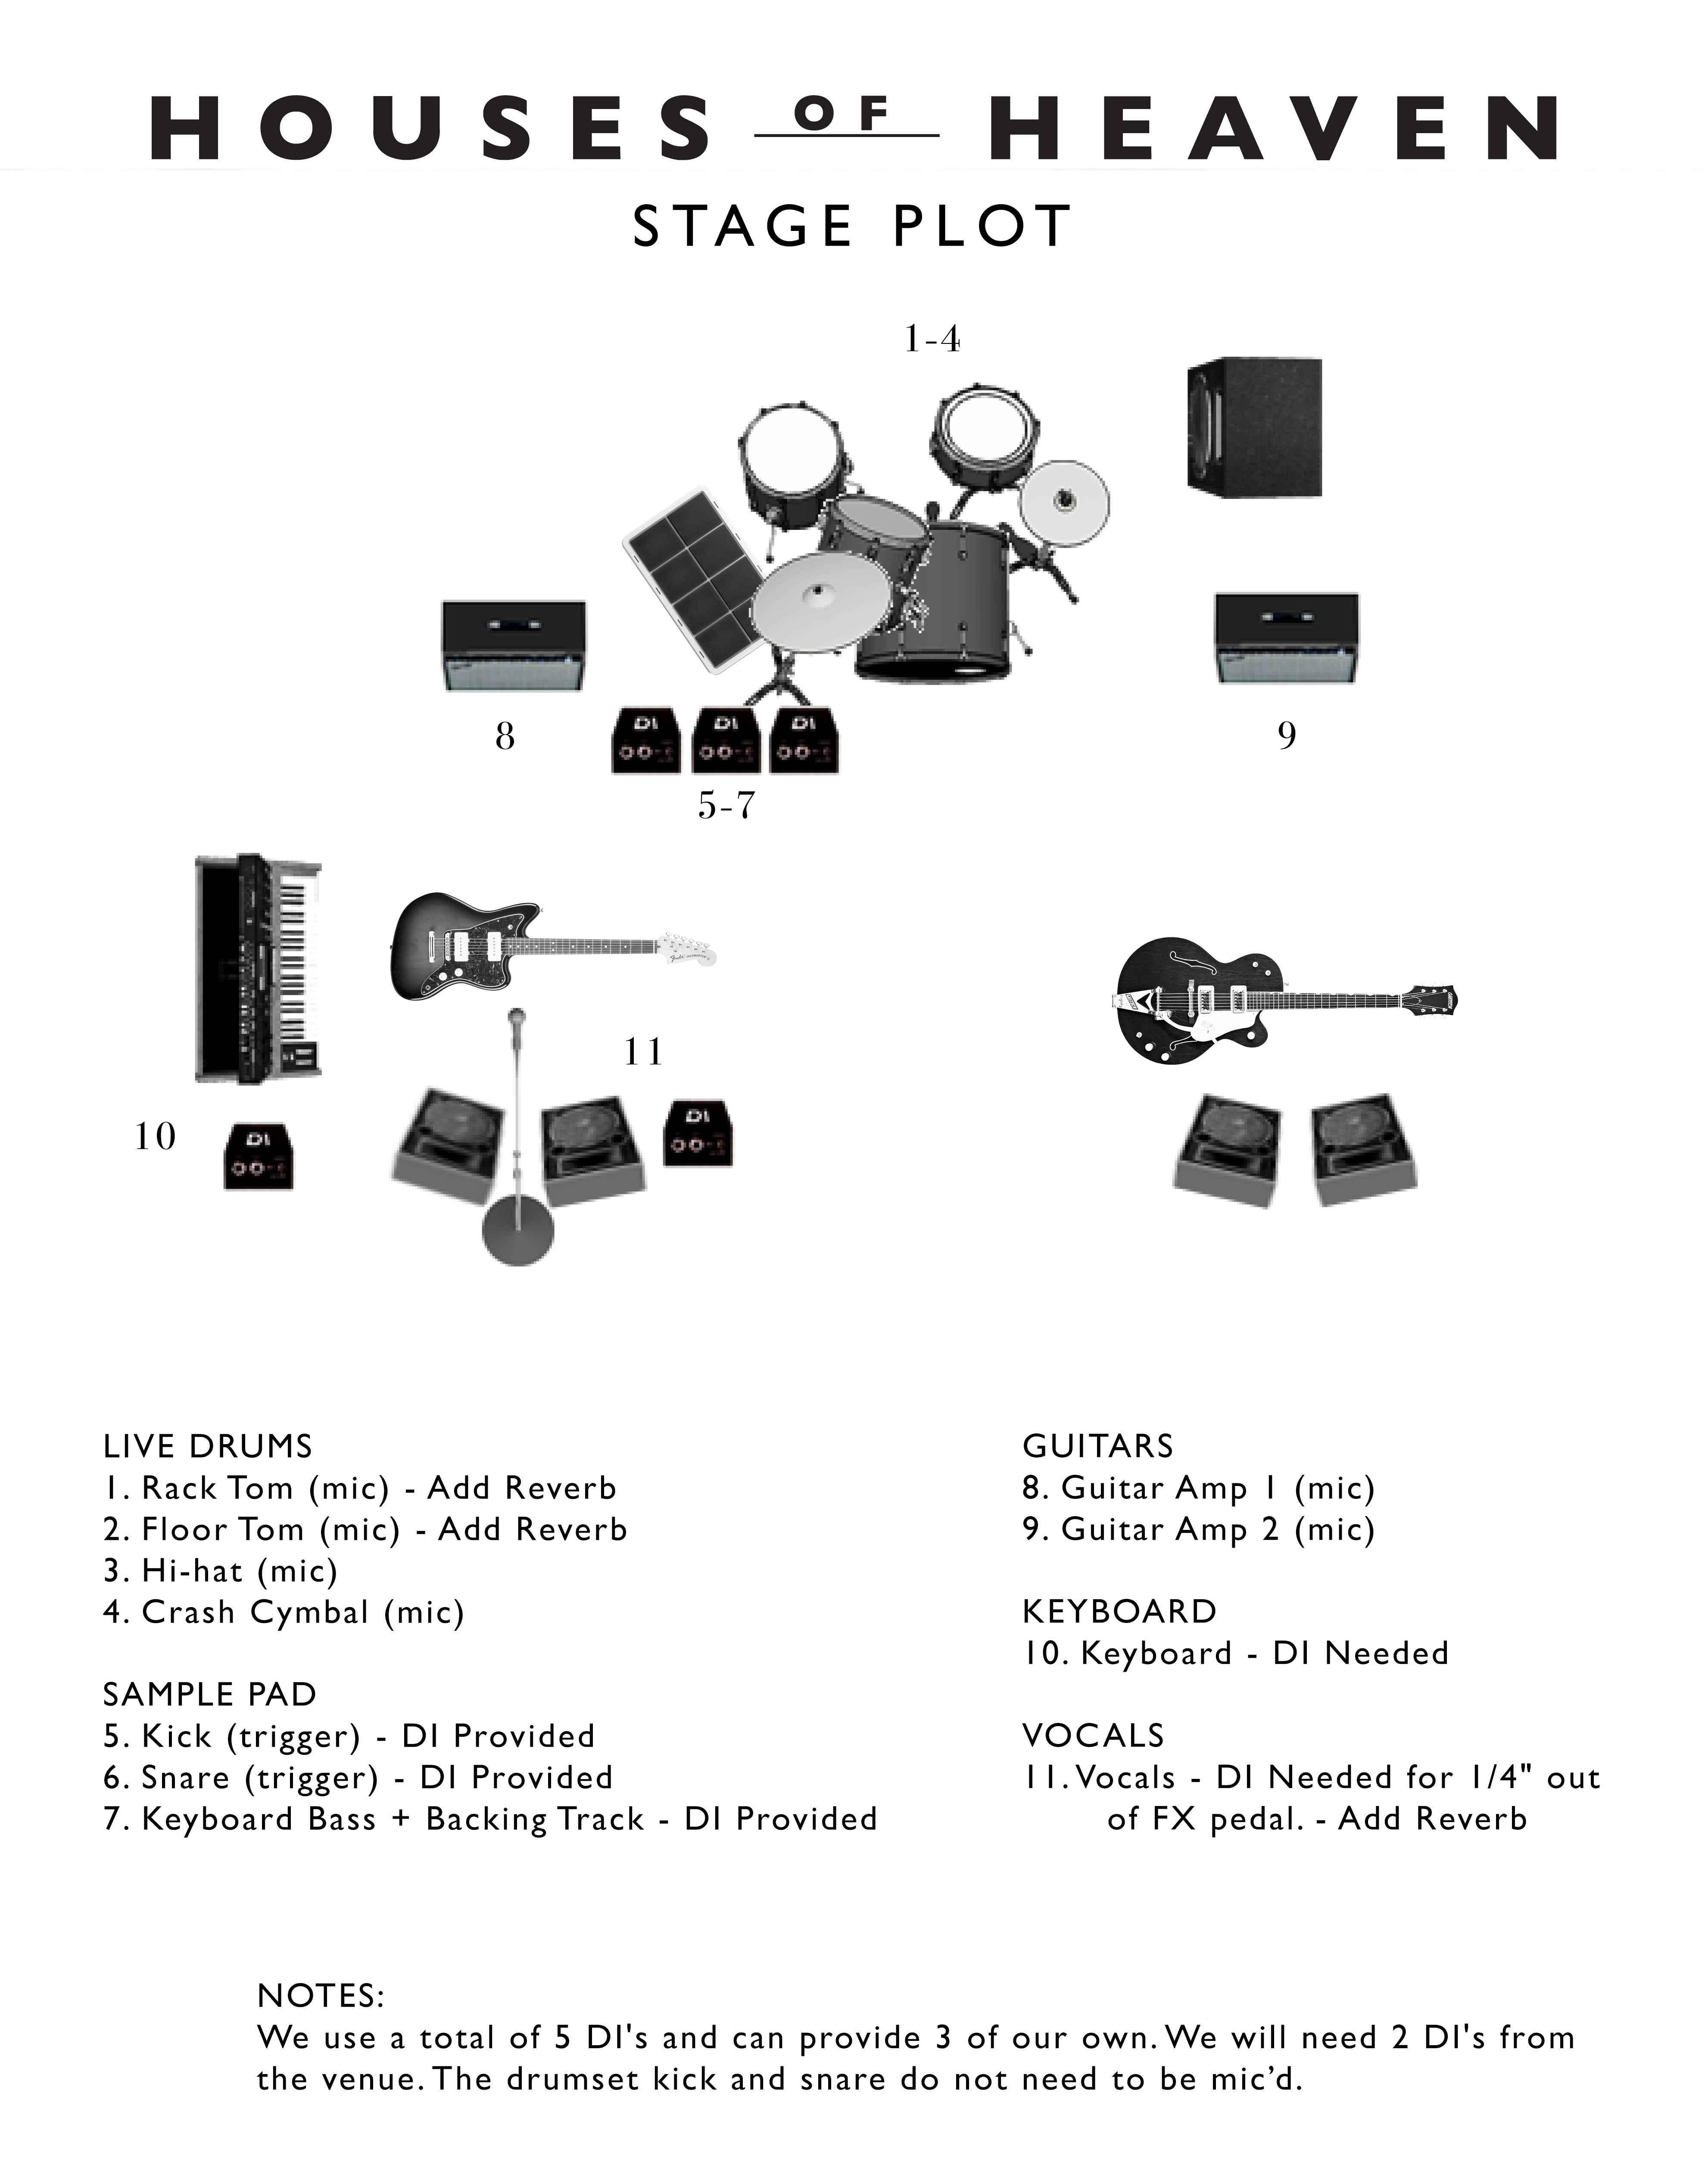 HOUSES OF HEAVEN
STAGE PLOT
1-4
8
9
DI
DI
DI
5-7
11
10
DI
DI
LIVE DRUMS
1. Rack Tom (mic) - Add Reverb
2. Floor Tom (mic) - Add Reverb
3. Hi-hat (mic)
4. Crash Cymbal (mic)
SAMPLE PAD
5. Kick (trigger) - DI Provided
6. Snare (trigger) - DI Provided
7. Keyboard Bass + Backing Track - DI Provided
GUITARS
8. Guitar Amp 1 (mic)
9. Guitar Amp 2 (mic)
KEYBOARD
10. Keyboard - DI Needed
VOCALS
11. Vocals - DI Needed for 1/4" out
of FX pedal. - Add Reverb
NOTES:
We use a total of 5 DI's and can provide 3 of our own. We will need 2 DI's from
the venue. The drumset kick and snare do not need to be mic’d.